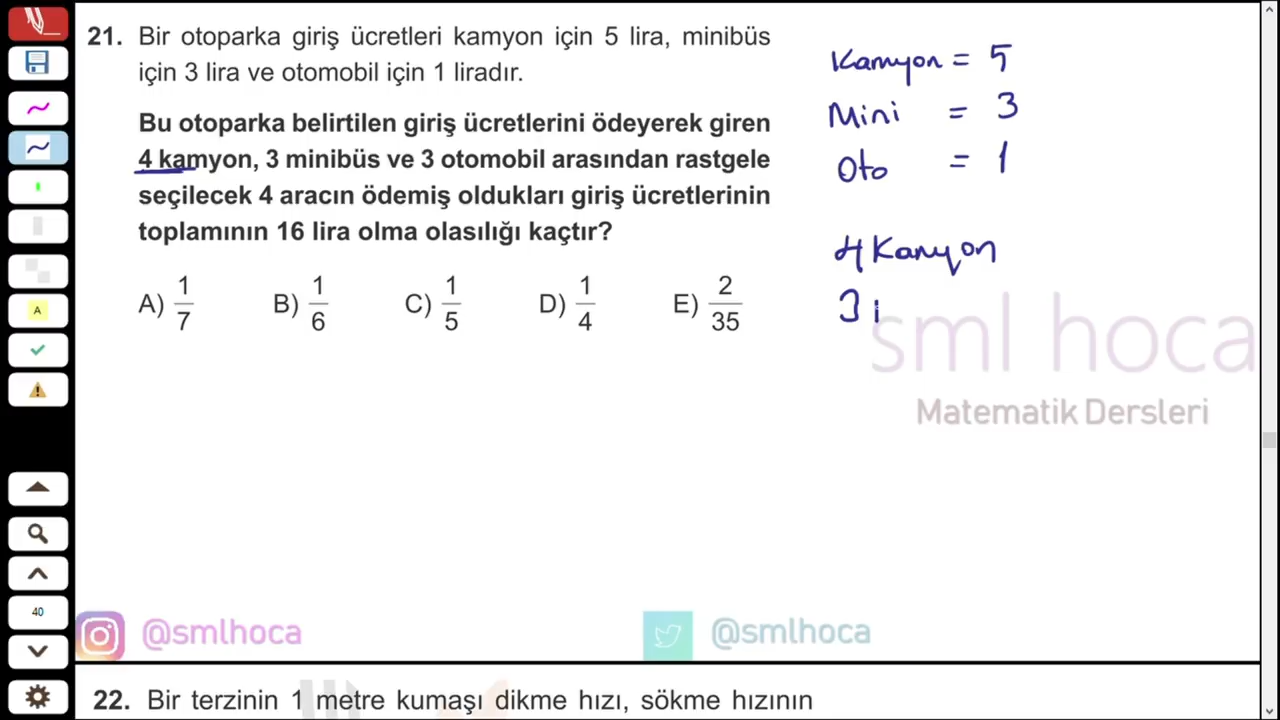 21. Bir otoparka giriş ücretleri kamyon için 5 lira, minibüs
için 3 lira ve otomobil için 1 liradır.
Bu otoparka belirtilen giriş ücretlerini ödeyerek giren
4 kamyon, 3 minibüs ve 3 otomobil arasından rastgele
seçilecek 4 aracın ödemiş oldukları giriş ücretlerinin
toplamının 16 lira olma olasılığı kaçtır?
A) 1/7 B) 1/6 C) 1/5 D) 1/4 E) 2/35
Kamyon = 5
Mini = 3
Oto = 1
4 Kamyon
3
sml hoca
Matematik Dersleri
@smlhoca
@smlhoca
22. Bir terzinin 1 metre kumaşı dikme hızı, sökme hızının
A
40